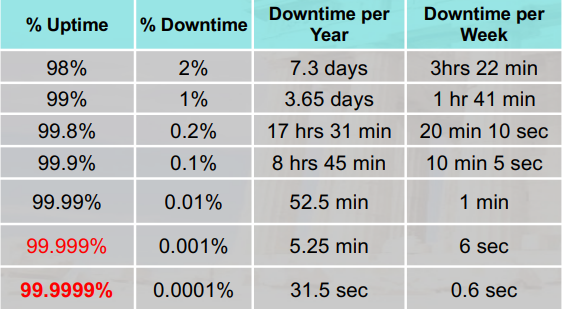 % Uptime % Downtime Downtime per Year Downtime per Week
98% 2% 7.3 days 3hrs 22 min
99% 1% 3.65 days 1 hr 41 min
99.8% 0.2% 17 hrs 31 min 20 min 10 sec
99.9% 0.1% 8 hrs 45 min 10 min 5 sec
99.99% 0.01% 52.5 min 1 min
99.999% 0.001% 5.25 min 6 sec
99.9999% 0.0001% 31.5 sec 0.6 sec